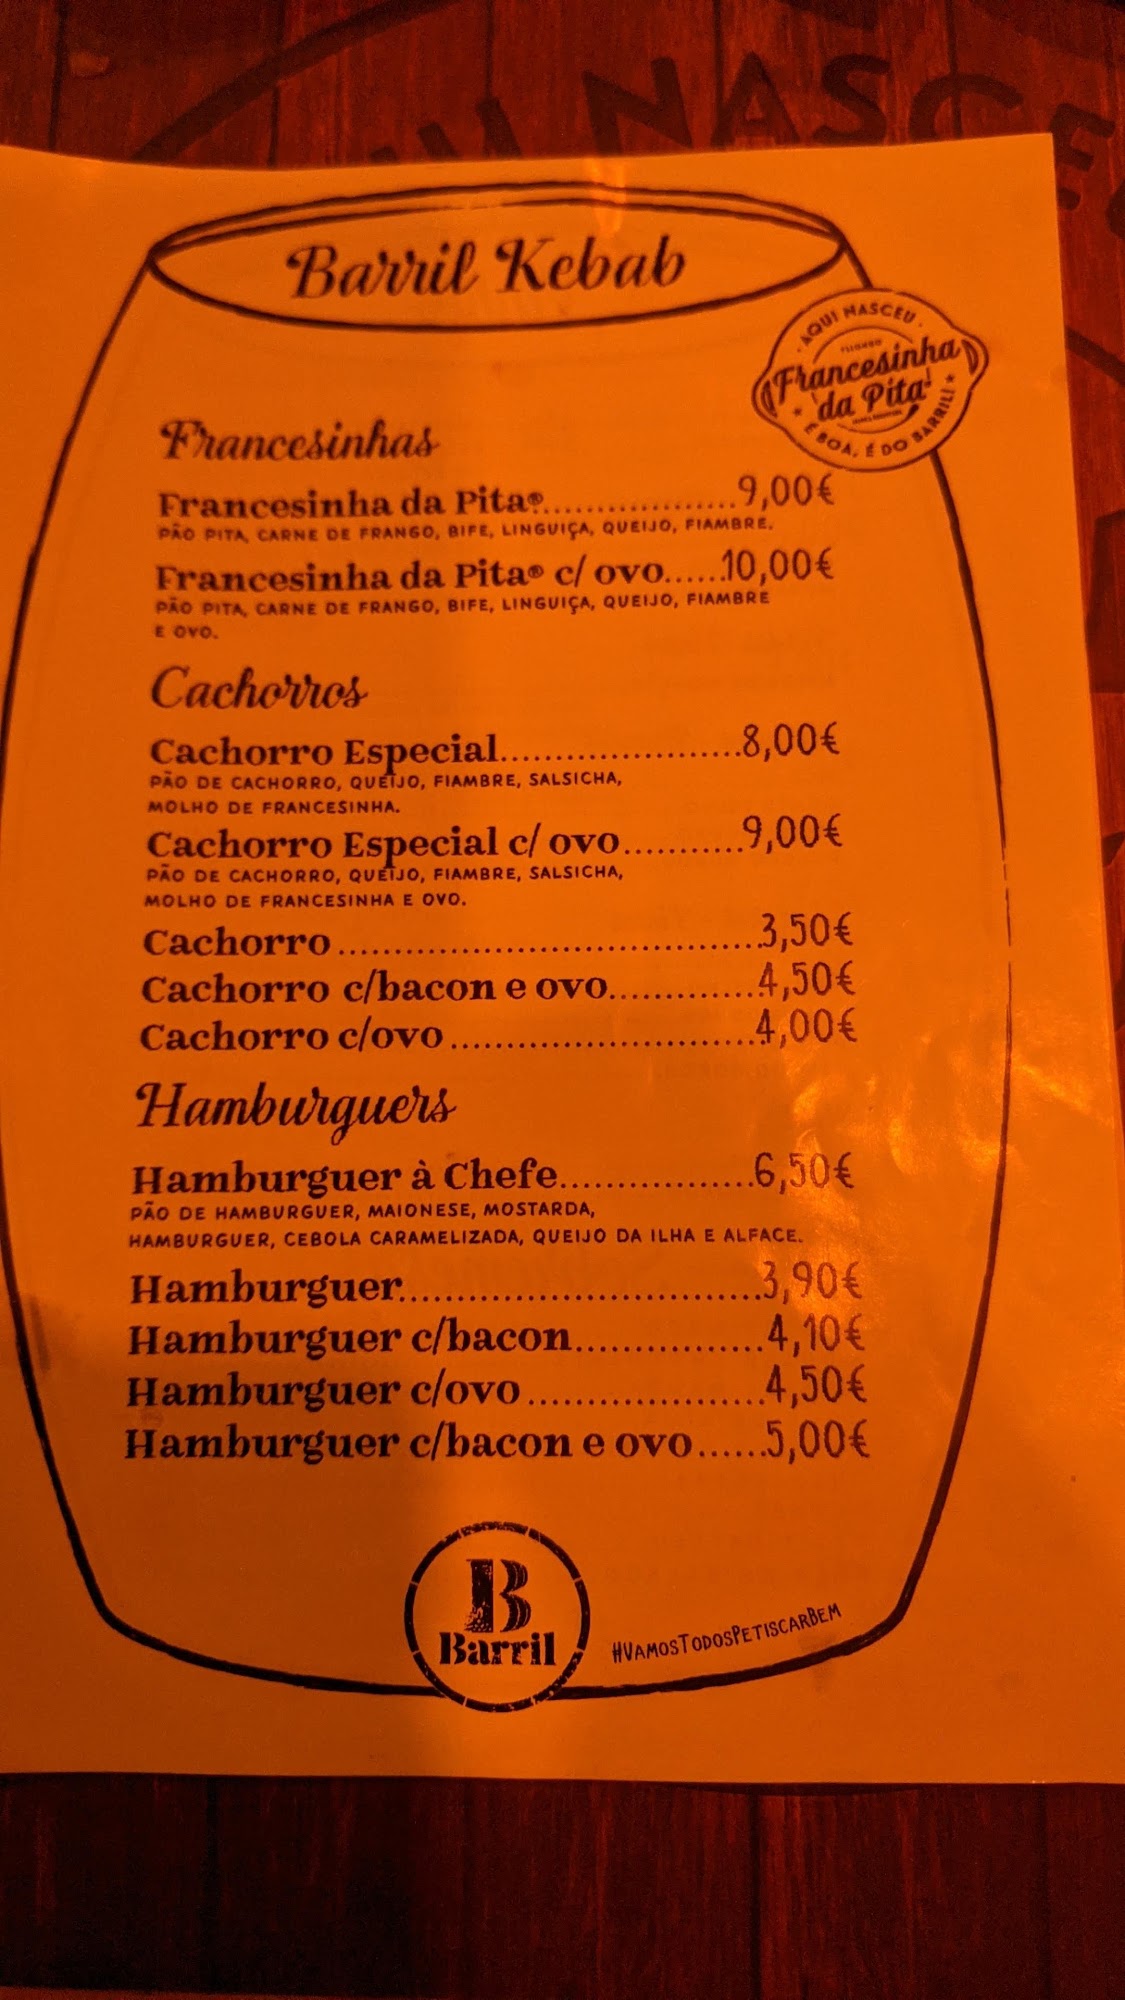 NASCE
Barril Kebab
· AQUI NASCEU ·
Francesinha
da Pita!
É BOA, É DO BARRIL!
Francesinhas
Francesinha da Pita®..................9,00€
PÃO PITA, CARNE DE FRANGO, BIFE, LINGUIÇA, QUEIJO, FIAMBRE.
Francesinha da Pita® c/ ovo......10,00€
PÃO PITA, CARNE DE FRANGO, BIFE, LINGUIÇA, QUEIJO, FIAMBRE
E OVO.
Cachorros
Cachorro Especial.......................8,00€
PÃO DE CACHORRO, QUEIJO, FIAMBRE, SALSICHA,
MOLHO DE FRANCESINHA.
Cachorro Especial c/ ovo...........9,00€
PÃO DE CACHORRO, QUEIJO, FIAMBRE, SALSICHA,
MOLHO DE FRANCESINHA E OVO.
Cachorro.........................................3,50€
Cachorro c/bacon e ovo..............4,50€
Cachorro c/ovo.............................4,00€
Hamburguers
Hamburguer à Chefe..................6,50€
PÃO DE HAMBURGUER, MAIONESE, MOSTARDA,
HAMBURGUER, CEBOLA CARAMELIZADA, QUEIJO DA ILHA E ALFACE.
Hamburguer..................................3,90€
Hamburguer c/bacon.................4,10€
Hamburguer c/ovo......................4,50€
Hamburguer c/bacon e ovo......5,00€
B
Barril
#VAMOSTODOSPETISCARBEM